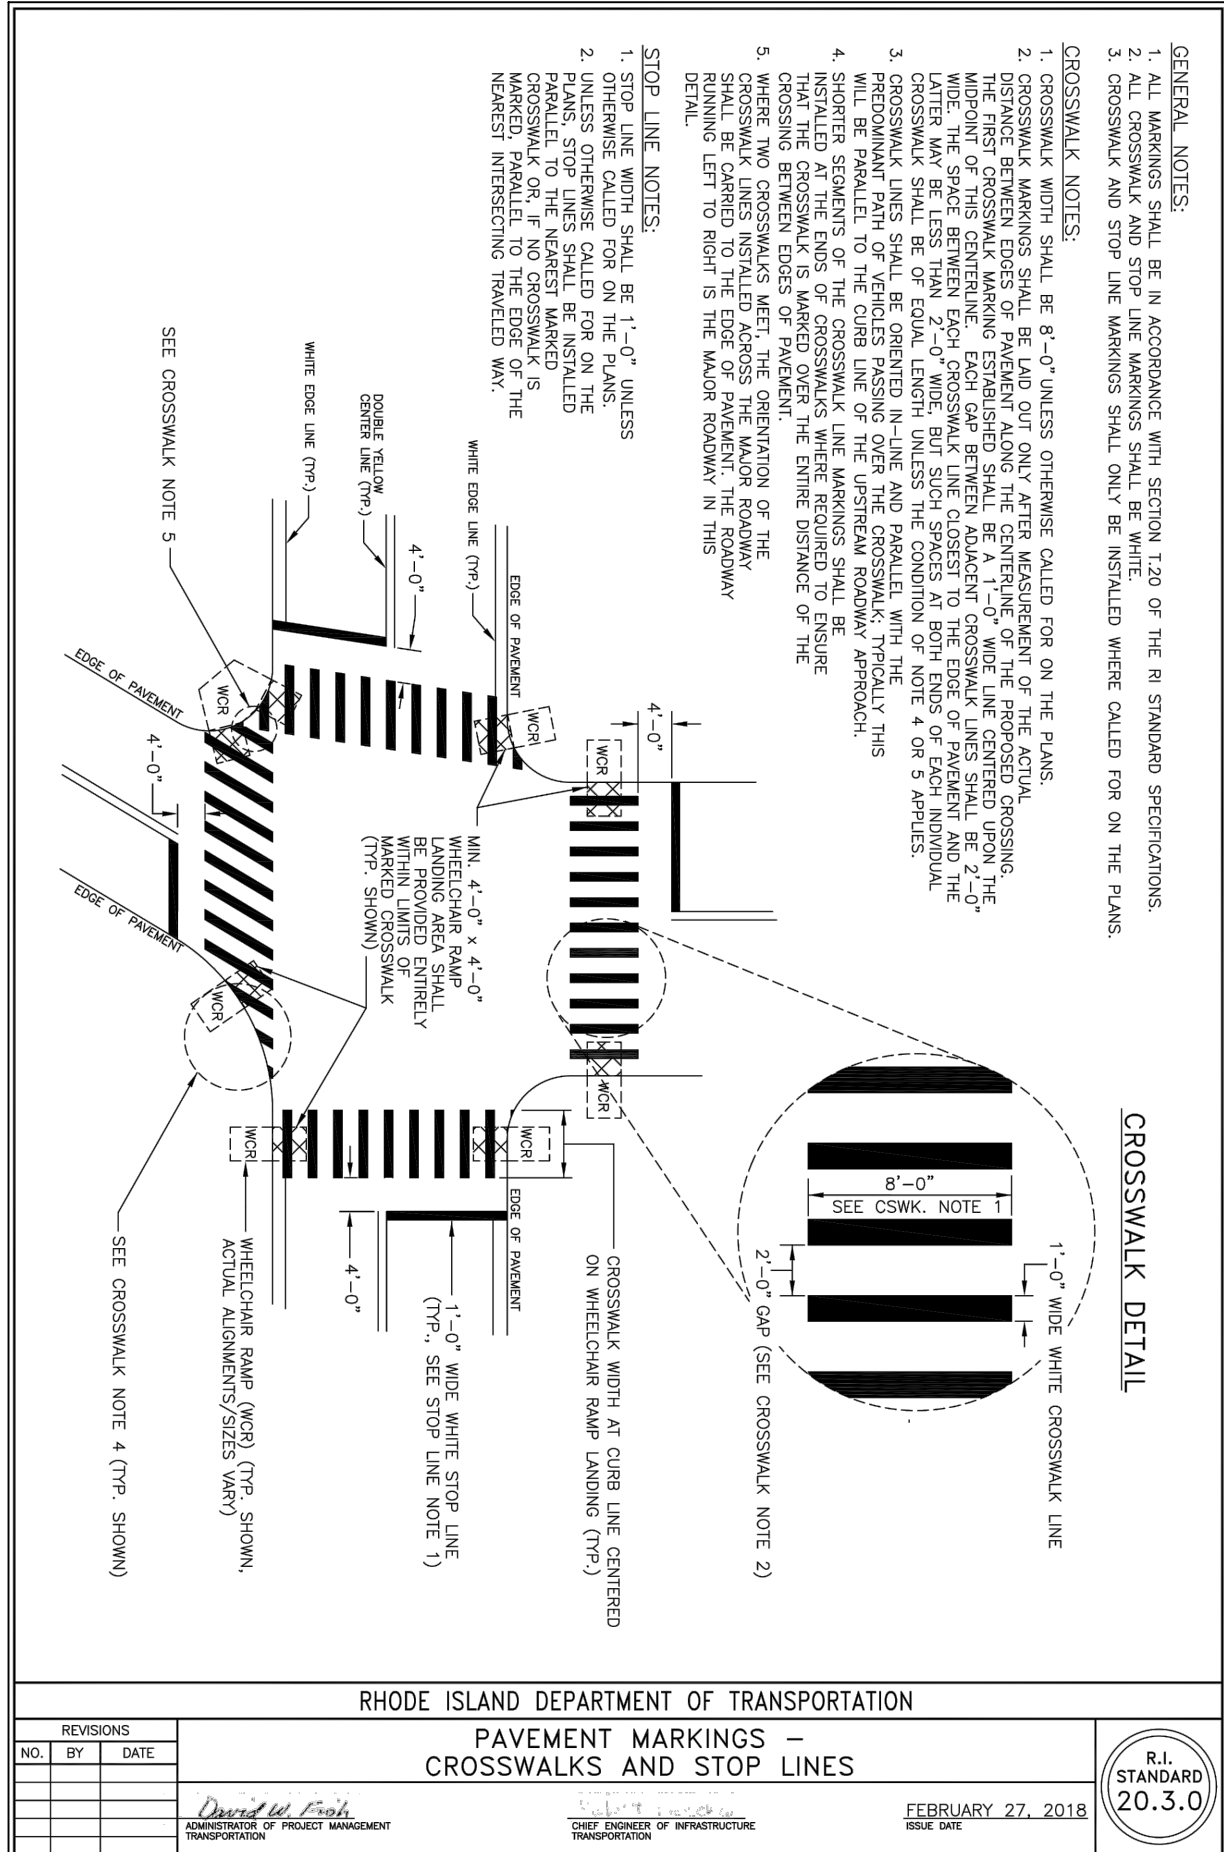 GENERAL NOTES:
1. ALL MARKINGS SHALL BE IN ACCORDANCE WITH SECTION T.20 OF THE RI STANDARD SPECIFICATIONS.
2. ALL CROSSWALK AND STOP LINE MARKINGS SHALL BE WHITE.
3. CROSSWALK AND STOP LINE MARKINGS SHALL ONLY BE INSTALLED WHERE CALLED FOR ON THE PLANS.
CROSSWALK NOTES:
1. CROSSWALK WIDTH SHALL BE 8'-0" UNLESS OTHERWISE CALLED FOR ON THE PLANS.
2. CROSSWALK MARKINGS SHALL BE LAID OUT ONLY AFTER MEASUREMENT OF THE ACTUAL
DISTANCE BETWEEN EDGES OF PAVEMENT ALONG THE CENTERLINE OF THE PROPOSED CROSSING.
THE FIRST CROSSWALK MARKING ESTABLISHED SHALL BE A 1'-0" WIDE LINE CENTERED UPON THE
MIDPOINT OF THIS CENTERLINE. EACH GAP BETWEEN ADJACENT CROSSWALK LINES SHALL BE 2'-0"
WIDE. THE SPACE BETWEEN EACH CROSSWALK LINE CLOSEST TO THE EDGE OF PAVEMENT AND THE
LATTER MAY BE LESS THAN 2'-0" WIDE, BUT SUCH SPACES AT BOTH ENDS OF EACH INDIVIDUAL
CROSSWALK SHALL BE OF EQUAL LENGTH UNLESS THE CONDITION OF NOTE 4 OR 5 APPLIES.
3. CROSSWALK LINES SHALL BE ORIENTED IN-LINE AND PARALLEL WITH THE
PREDOMINANT PATH OF VEHICLES PASSING OVER THE CROSSWALK; TYPICALLY THIS
WILL BE PARALLEL TO THE CURB LINE OF THE UPSTREAM ROADWAY APPROACH.
4. SHORTER SEGMENTS OF THE CROSSWALK LINE MARKINGS SHALL BE
INSTALLED AT THE ENDS OF CROSSWALKS WHERE REQUIRED TO ENSURE
THAT THE CROSSWALK IS MARKED OVER THE ENTIRE DISTANCE OF THE
CROSSING BETWEEN EDGES OF PAVEMENT.
5. WHERE TWO CROSSWALKS MEET, THE ORIENTATION OF THE
CROSSWALK LINES INSTALLED ACROSS THE MAJOR ROADWAY
SHALL BE CARRIED TO THE EDGE OF PAVEMENT. THE ROADWAY
RUNNING LEFT TO RIGHT IS THE MAJOR ROADWAY IN THIS
DETAIL.
STOP LINE NOTES:
1. STOP LINE WIDTH SHALL BE 1'-0" UNLESS
OTHERWISE CALLED FOR ON THE PLANS.
2. UNLESS OTHERWISE CALLED FOR ON THE
PLANS, STOP LINES SHALL BE INSTALLED
PARALLEL TO THE NEAREST MARKED
CROSSWALK OR, IF NO CROSSWALK IS
MARKED, PARALLEL TO THE EDGE OF THE
NEAREST INTERSECTING TRAVELED WAY.
CROSSWALK DETAIL
1'-0" WIDE WHITE CROSSWALK LINE
8'-0"
SEE CSWK. NOTE 1
2'-0" GAP (SEE CROSSWALK NOTE 2)
4'-0"
WCR
WCR
CROSSWALK WIDTH AT CURB LINE CENTERED
ON WHEELCHAIR RAMP LANDING (TYP.)
EDGE OF PAVEMENT
WCR
WCR
EDGE OF PAVEMENT
WHITE EDGE LINE (TYP.)
1'-0" WIDE WHITE STOP LINE
(TYP., SEE STOP LINE NOTE 1)
MIN. 4'-0" x 4'-0"
WHEELCHAIR RAMP
LANDING AREA SHALL
BE PROVIDED ENTIRELY
WITHIN LIMITS OF
MARKED CROSSWALK
(TYP. SHOWN)
4'-0"
DOUBLE YELLOW
CENTER LINE (TYP.)
4'-0"
WHITE EDGE LINE (TYP.)
WCR
WCR
WCR
WHEELCHAIR RAMP (WCR) (TYP. SHOWN,
ACTUAL ALIGNMENTS/SIZES VARY)
SEE CROSSWALK NOTE 5
EDGE OF PAVEMENT
4'-0"
EDGE OF PAVEMENT
SEE CROSSWALK NOTE 4 (TYP. SHOWN)
RHODE ISLAND DEPARTMENT OF TRANSPORTATION
REVISIONS
NO. BY DATE
PAVEMENT MARKINGS –
CROSSWALKS AND STOP LINES
David W. Fish
ADMINISTRATOR OF PROJECT MANAGEMENT
TRANSPORTATION
CHIEF ENGINEER OF INFRASTRUCTURE
TRANSPORTATION
FEBRUARY 27, 2018
ISSUE DATE
R.I.
STANDARD
20.3.0